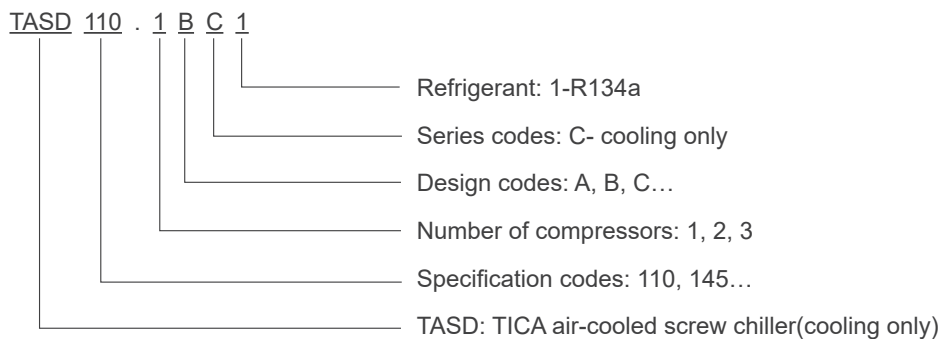 TASD 110 . 1 B C 1
Refrigerant: 1-R134a
Series codes: C- cooling only
Design codes: A, B, C…
Number of compressors: 1, 2, 3
Specification codes: 110, 145…
TASD: TICA air-cooled screw chiller(cooling only)